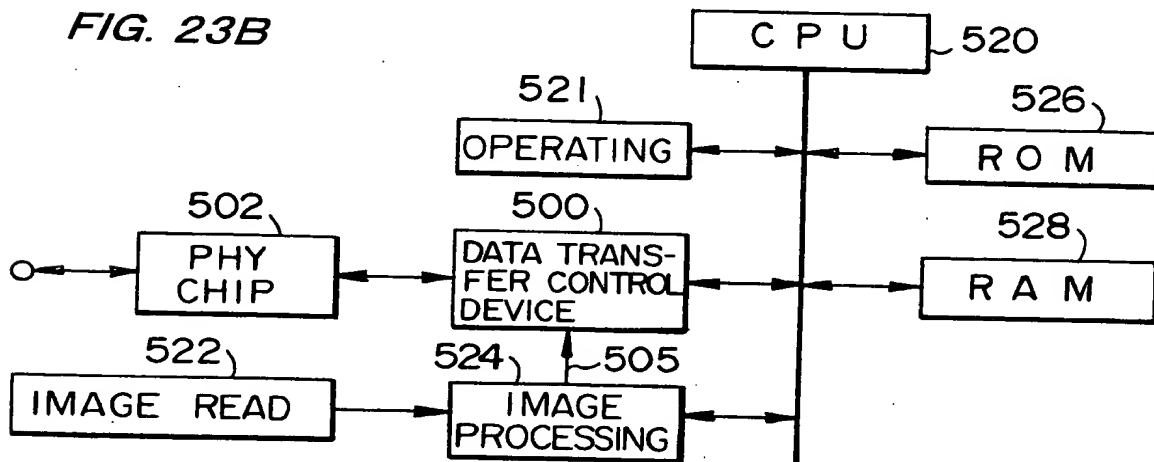 FIG. 23B
CPU
520
521
OPERATING
526
ROM
502
PHY
CHIP
500
DATA TRANS-
FER CONTROL
DEVICE
528
RAM
522
IMAGE READ
524
IMAGE
PROCESSING
505